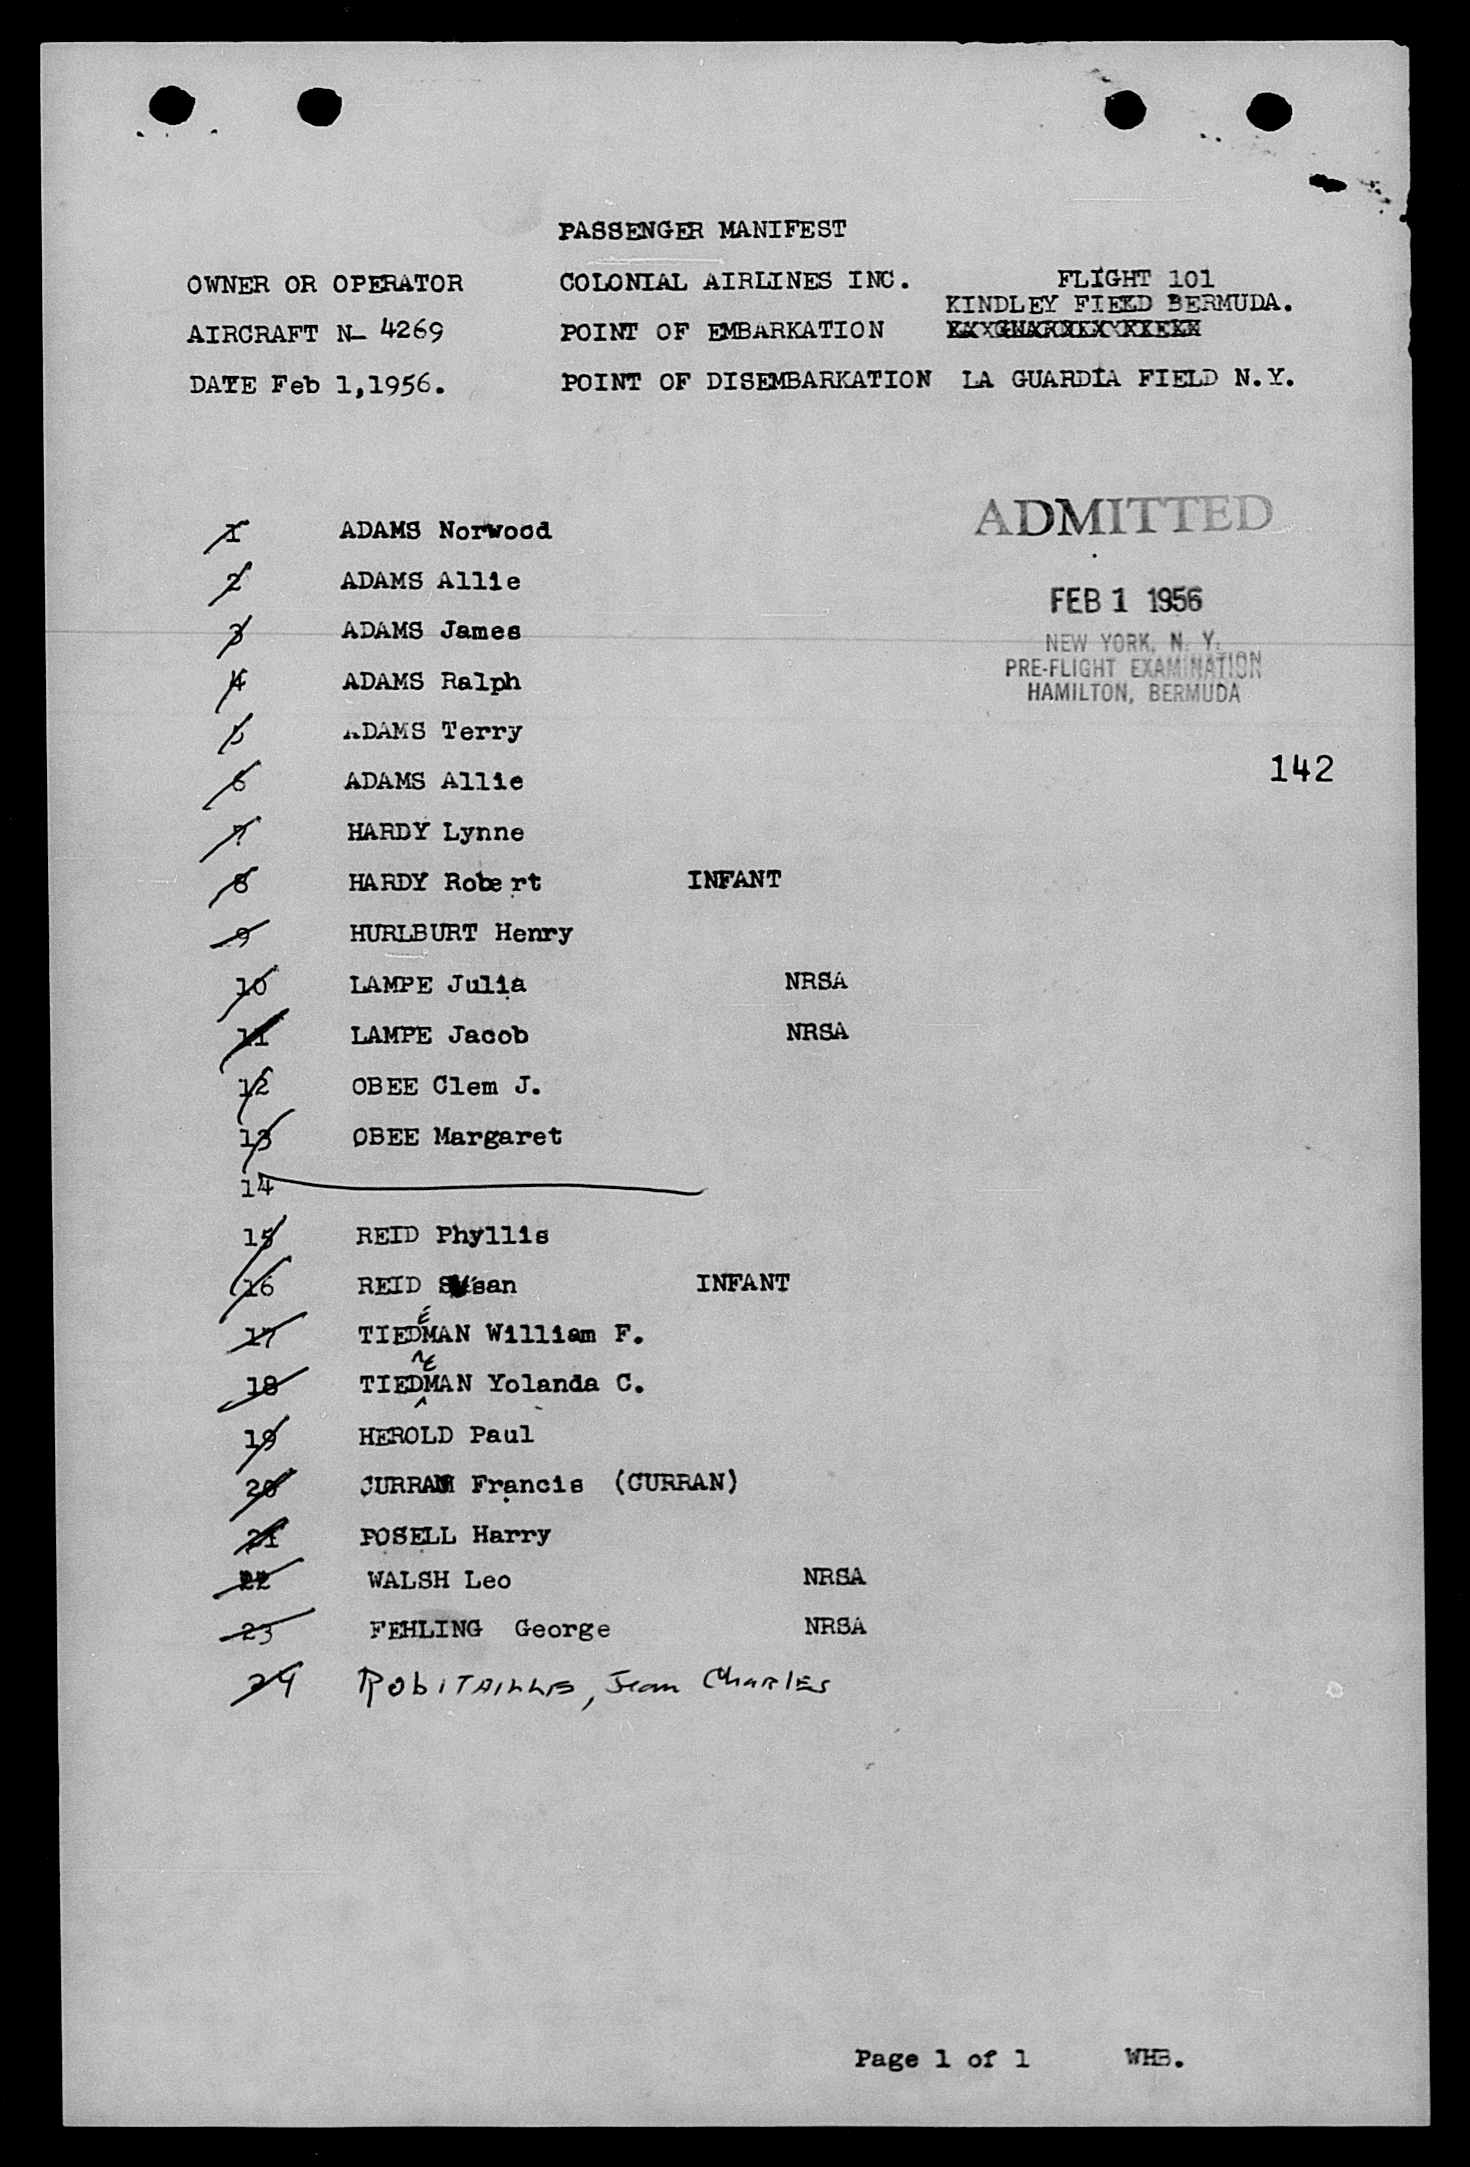 PASSENGER MANIFEST
OWNER OR OPERATOR COLONIAL AIRLINES INC. FLIGHT 101
KINDLEY FIELD BERMUDA.
AIRCRAFT N- 4269 POINT OF EMBARKATION
DATE Feb 1,1956. POINT OF DISEMBARKATION LA GUARDIA FIELD N.Y.
ADMITTED
FEB 1 1956
NEW YORK, N. Y.
PRE-FLIGHT EXAMINATION
HAMILTON, BERMUDA
142
1 ADAMS Norwood
2 ADAMS Allie
3 ADAMS James
4 ADAMS Ralph
5 ADAMS Terry
6 ADAMS Allie
7 HARDY Lynne
8 HARDY Robert INFANT
9 HURLBURT Henry
10 LAMPE Julia NRSA
11 LAMPE Jacob NRSA
12 OBEE Clem J.
13 OBEE Margaret
14
15 REID Phyllis
16 REID Susan INFANT
17 TIEDEMAN William F.
18 TIEDEMAN Yolanda C.
19 HEROLD Paul
20 CURRAN Francis (CURRAN)
21 POSELL Harry
22 WALSH Leo NRSA
23 FEHLING George NRSA
24 ROBITAILLE, Jean Charles
Page 1 of 1 WHB.